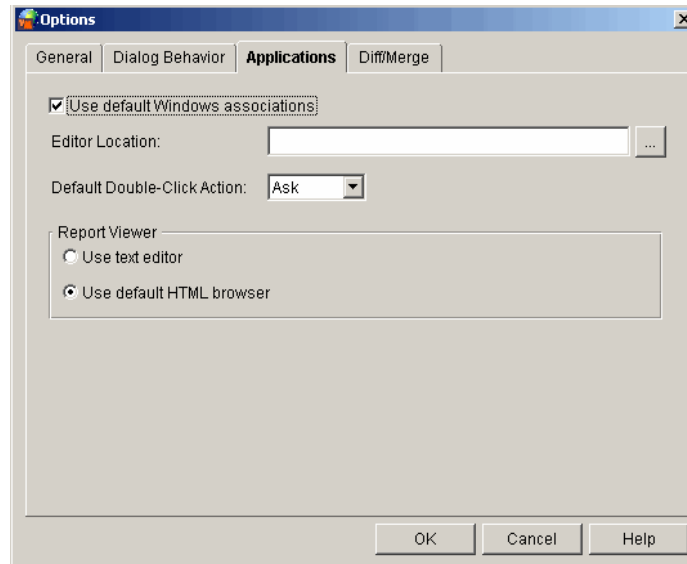 Options
General Dialog Behavior Applications Diff/Merge
Use default Windows associations
Editor Location: ...
Default Double-Click Action: Ask
Report Viewer
Use text editor
Use default HTML browser
OK Cancel Help